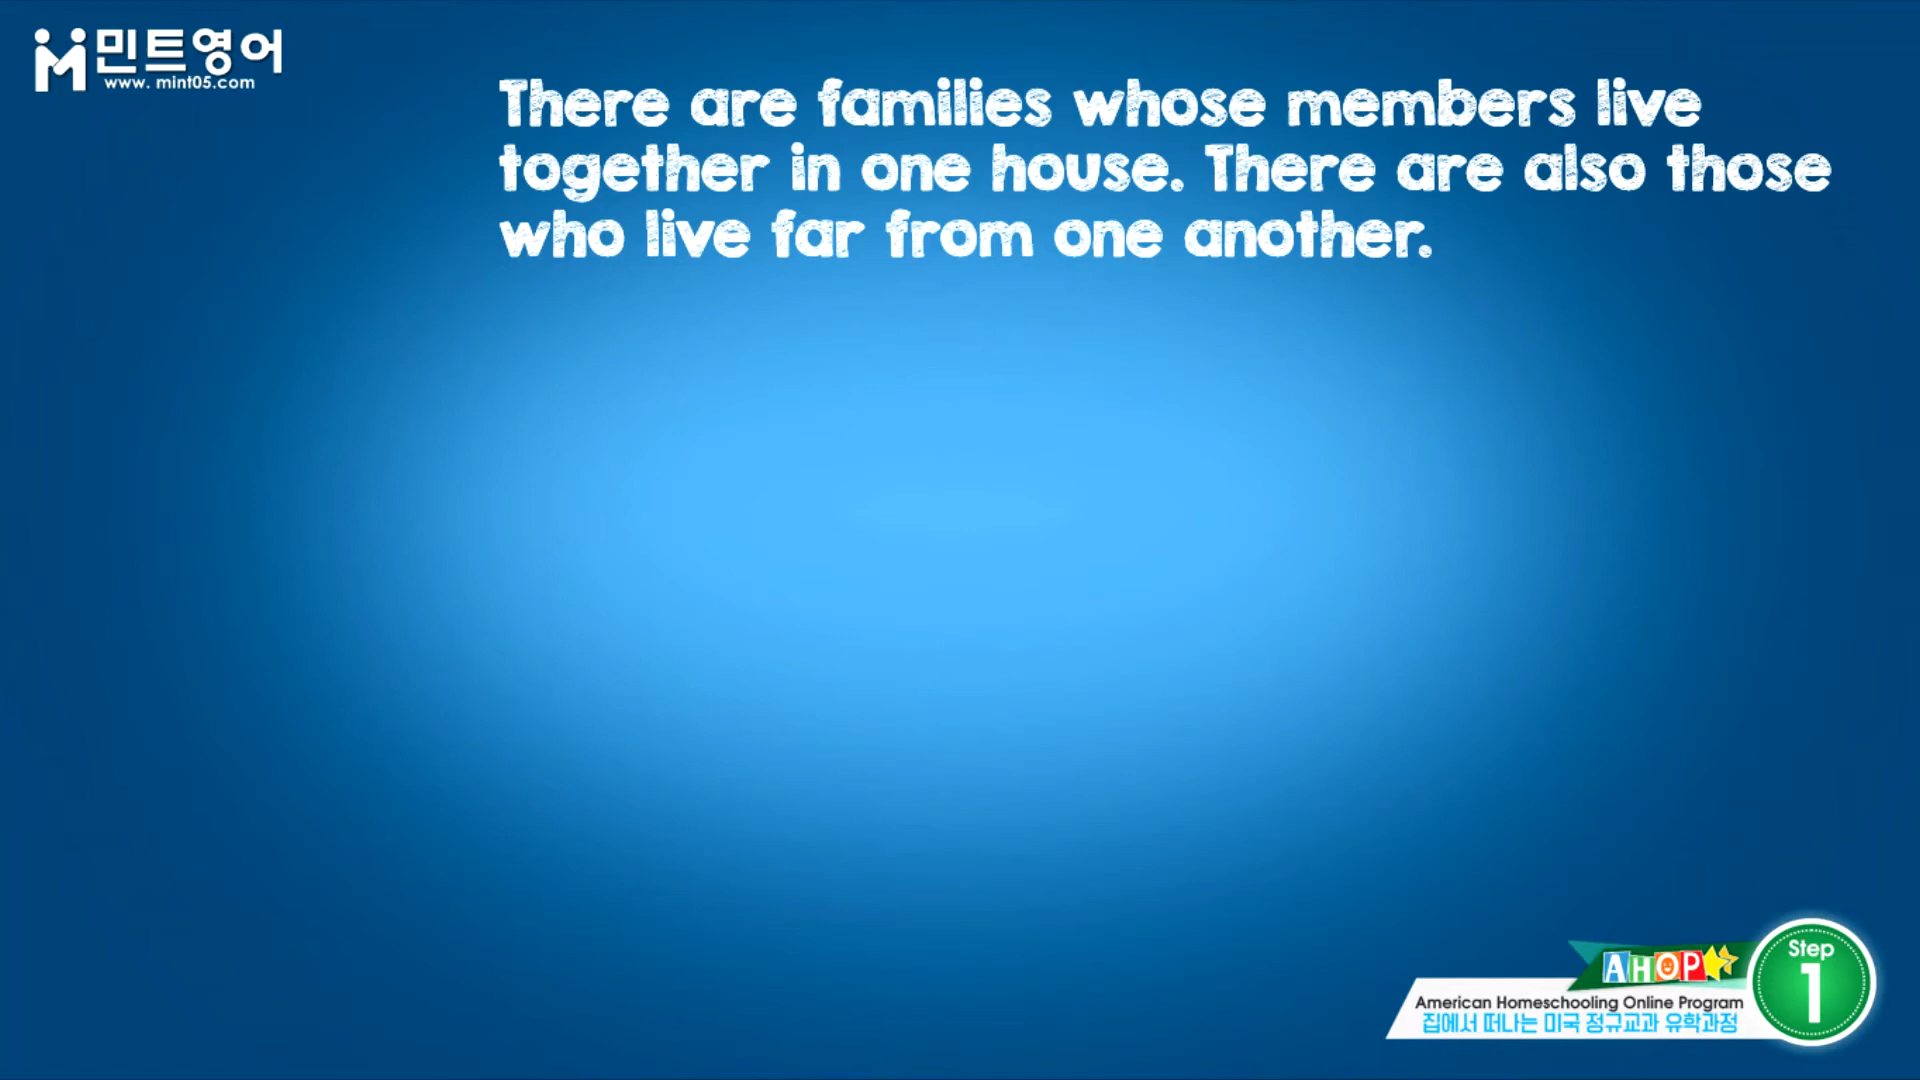 민트영어
www. mint05.com
There are families whose members live
together in one house. There are also those
who live far from one another.
AHOP
Step
1
American Homeschooling Online Program
집에서 떠나는 미국 정규교과 유학과정